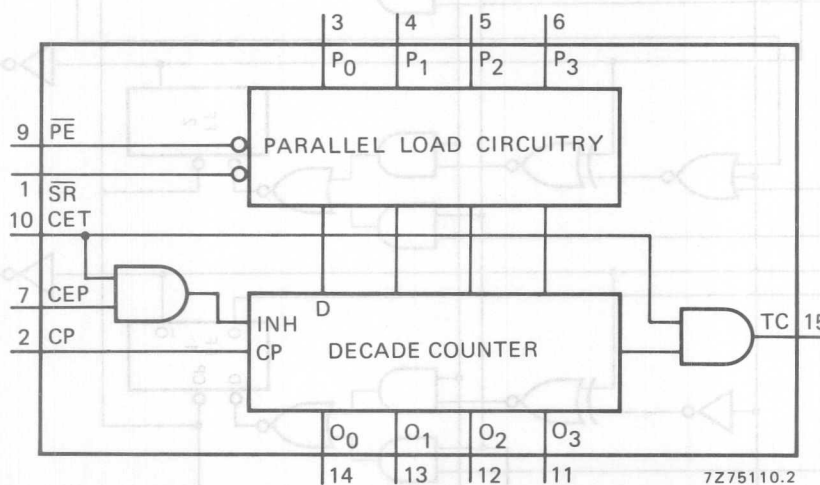 3 4 5 6
P0 P1 P2 P3
9 PE
PARALLEL LOAD CIRCUITRY
1 SR
10 CET
7 CEP
D
INH
TC 15
2 CP
CP
DECADE COUNTER
O0 O1 O2 O3
14 13 12 11
7Z75110.2